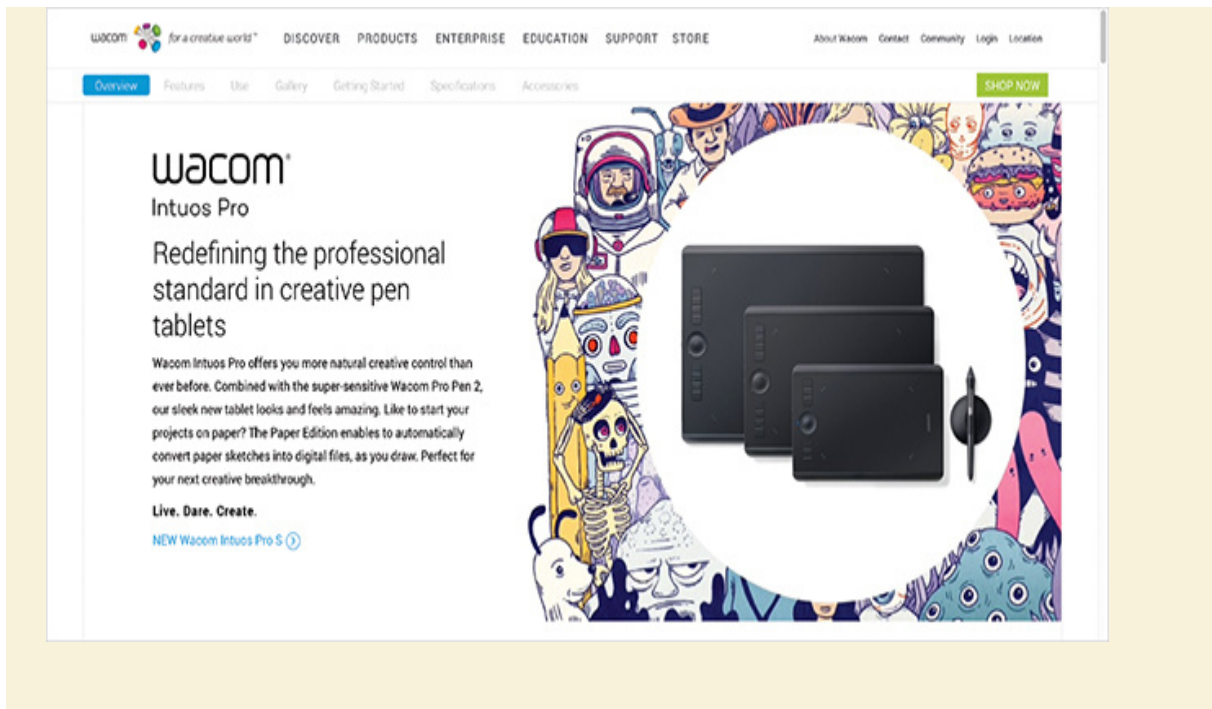 wacom for a creative world™ DISCOVER PRODUCTS ENTERPRISE EDUCATION SUPPORT STORE About Wacom Contact Community Login Location
Overview Features Use Gallery Getting Started Specifications Accessories SHOP NOW
wacom®
Intuos Pro
Redefining the professional
standard in creative pen
tablets
Wacom Intuos Pro offers you more natural creative control than
ever before. Combined with the super-sensitive Wacom Pro Pen 2,
our sleek new tablet looks and feels amazing. Like to start your
projects on paper? The Paper Edition enables to automatically
convert paper sketches into digital files, as you draw. Perfect for
your next creative breakthrough.
Live. Dare. Create.
NEW Wacom Intuos Pro S